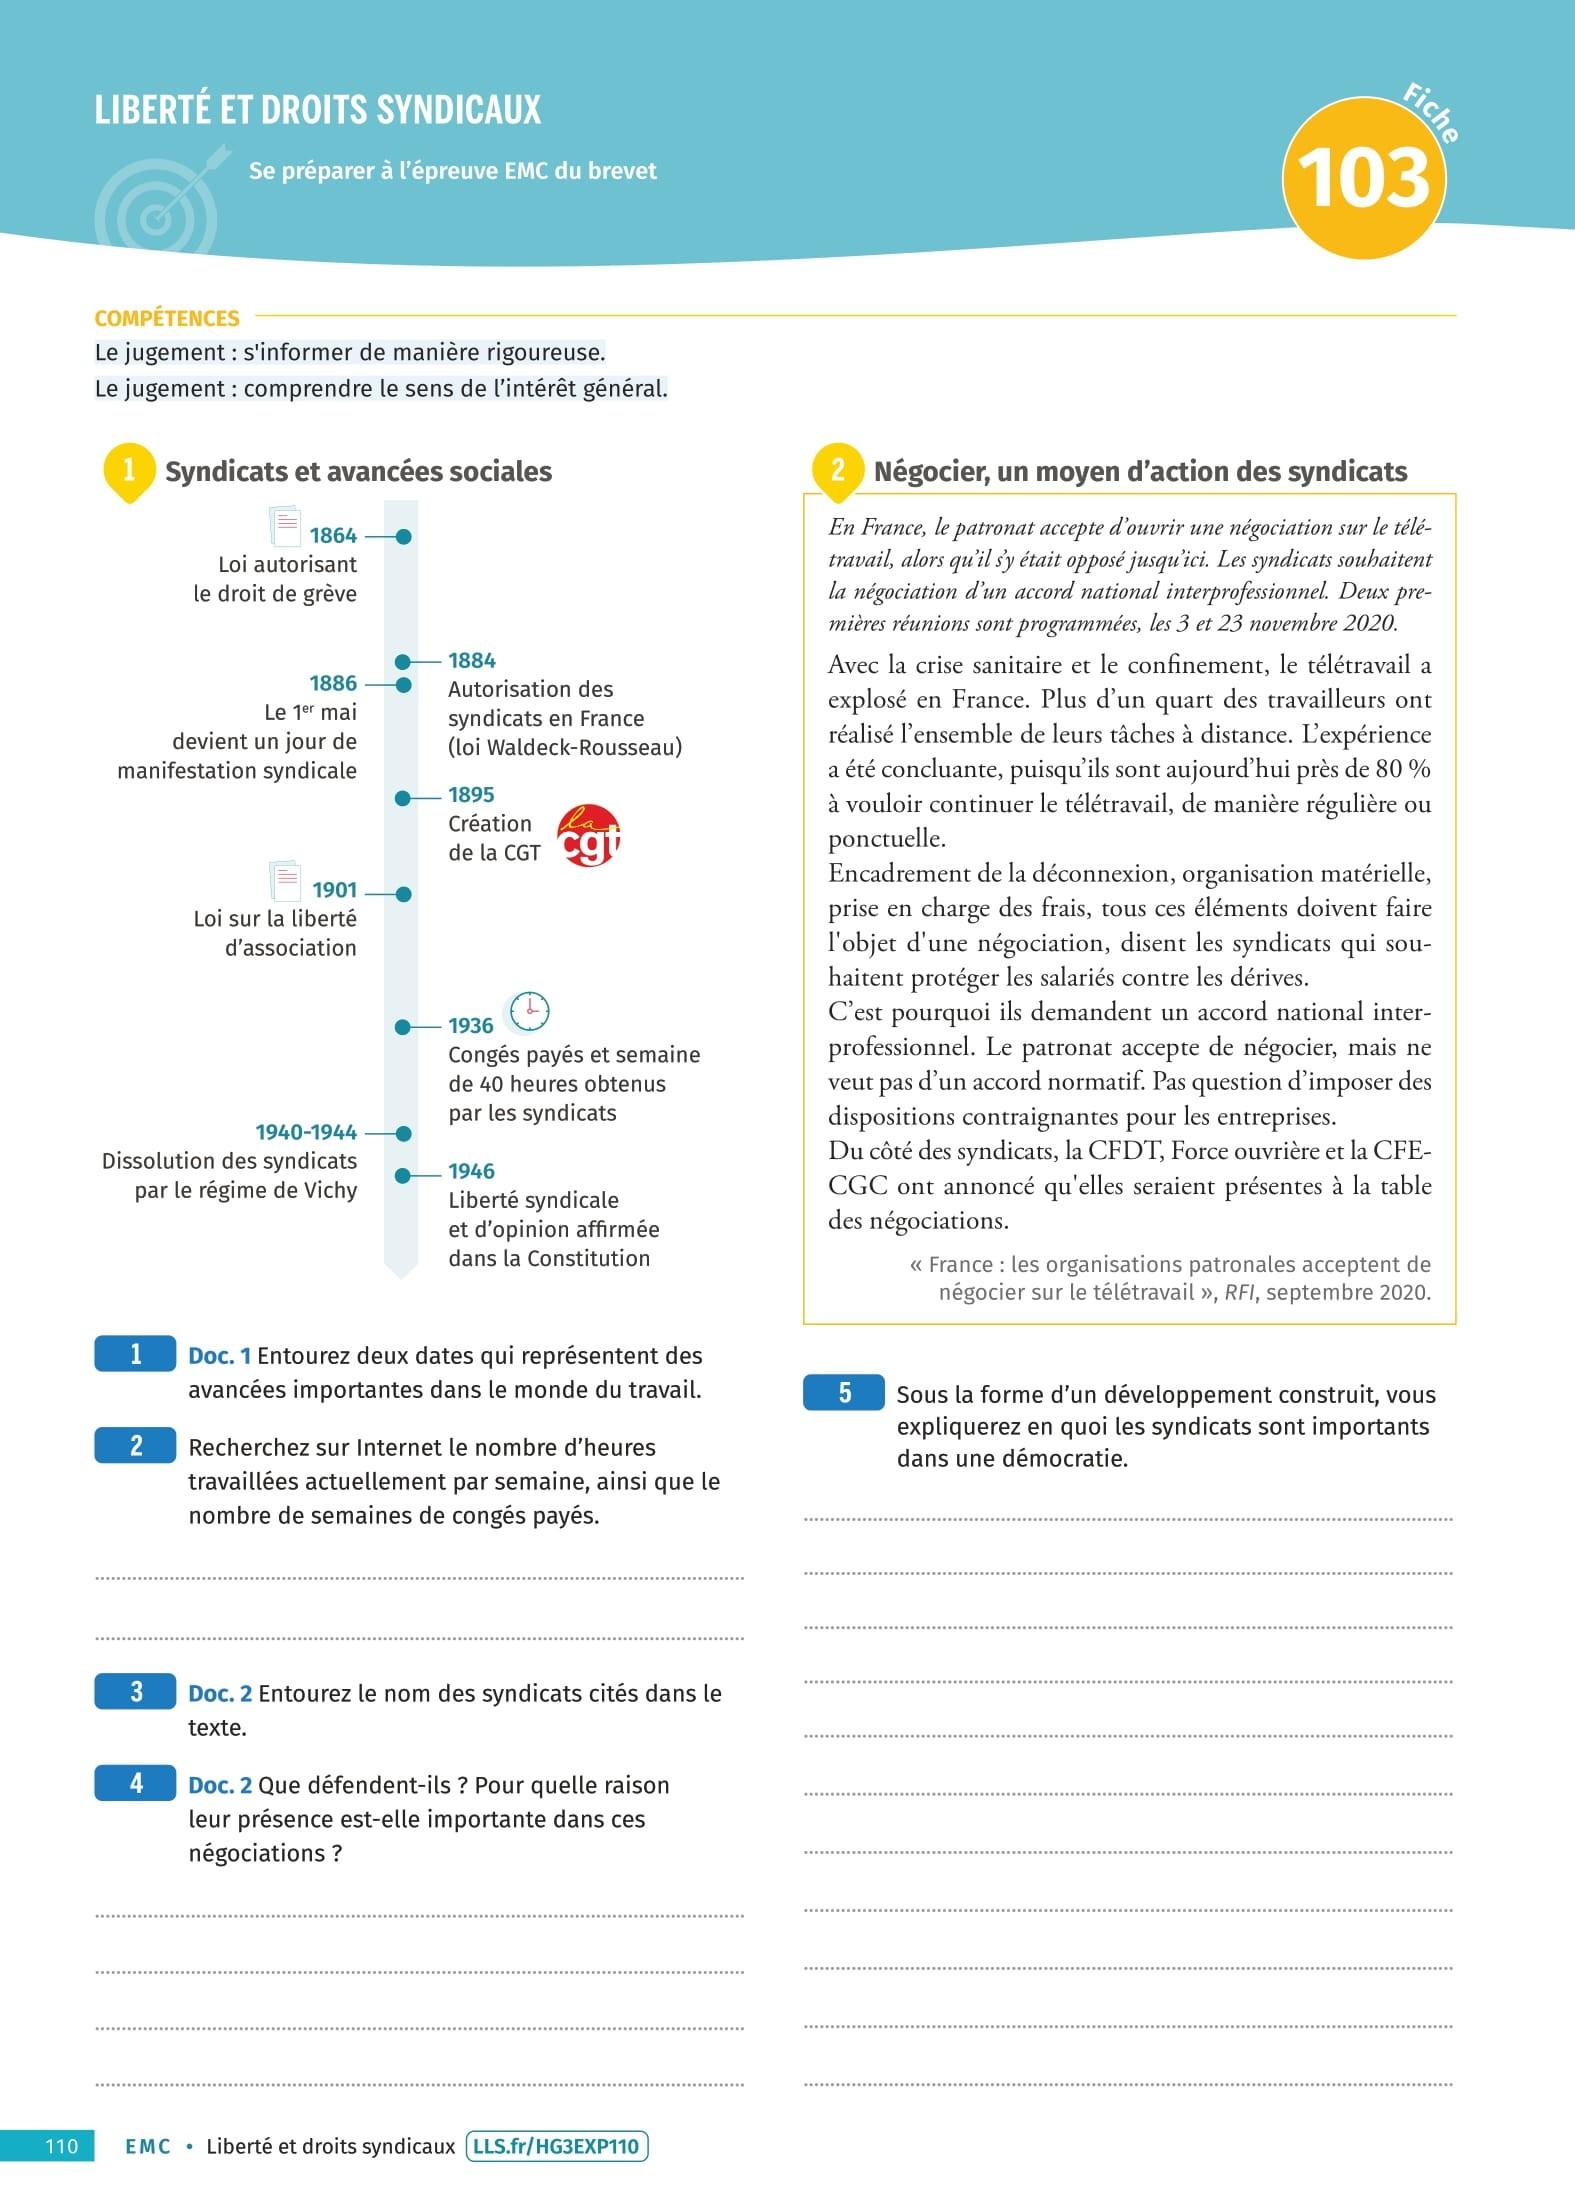 LIBERTÉ ET DROITS SYNDICAUX
Se préparer à l'épreuve EMC du brevet
Fiche
103
COMPÉTENCES
Le jugement : s'informer de manière rigoureuse.
Le jugement : comprendre le sens de l'intérêt général.
1 Syndicats et avancées sociales
1864
Loi autorisant
le droit de grève
1884
Autorisation des
syndicats en France
(loi Waldeck-Rousseau)
1886
Le 1er mai
devient un jour de
manifestation syndicale
1895
Création
de la CGT
la
cgt
1901
Loi sur la liberté
d'association
1936
Congés payés et semaine
de 40 heures obtenus
par les syndicats
1940-1944
Dissolution des syndicats
par le régime de Vichy
1946
Liberté syndicale
et d'opinion affirmée
dans la Constitution
2 Négocier, un moyen d'action des syndicats
En France, le patronat accepte d'ouvrir une négociation sur le télé-
travail, alors qu'il s'y était opposé jusqu'ici. Les syndicats souhaitent
la négociation d'un accord national interprofessionnel. Deux pre-
mières réunions sont programmées, les 3 et 23 novembre 2020.
Avec la crise sanitaire et le confinement, le télétravail a
explosé en France. Plus d'un quart des travailleurs ont
réalisé l'ensemble de leurs tâches à distance. L'expérience
a été concluante, puisqu'ils sont aujourd'hui près de 80 %
à vouloir continuer le télétravail, de manière régulière ou
ponctuelle.
Encadrement de la déconnexion, organisation matérielle,
prise en charge des frais, tous ces éléments doivent faire
l'objet d'une négociation, disent les syndicats qui sou-
haitent protéger les salariés contre les dérives.
C'est pourquoi ils demandent un accord national inter-
professionnel. Le patronat accepte de négocier, mais ne
veut pas d'un accord normatif. Pas question d'imposer des
dispositions contraignantes pour les entreprises.
Du côté des syndicats, la CFDT, Force ouvrière et la CFE-
CGC ont annoncé qu'elles seraient présentes à la table
des négociations.
« France : les organisations patronales acceptent de
négocier sur le télétravail », RFI, septembre 2020.
1 Doc. 1 Entourez deux dates qui représentent des
avancées importantes dans le monde du travail.
2 Recherchez sur Internet le nombre d'heures
travaillées actuellement par semaine, ainsi que le
nombre de semaines de congés payés.
3 Doc. 2 Entourez le nom des syndicats cités dans le
texte.
4 Doc. 2 Que défendent-ils ? Pour quelle raison
leur présence est-elle importante dans ces
négociations ?
5 Sous la forme d'un développement construit, vous
expliquerez en quoi les syndicats sont importants
dans une démocratie.
110 EMC • Liberté et droits syndicaux LLS.fr/HG3EXP110